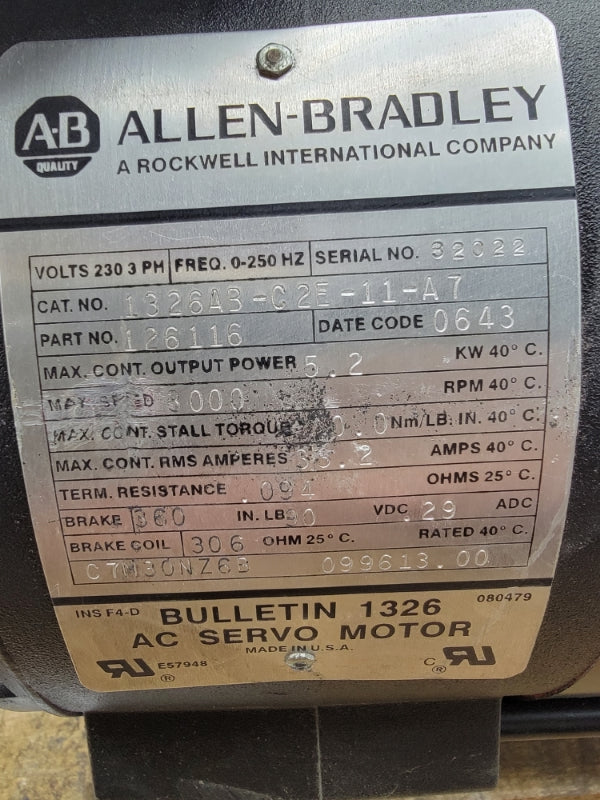 A-B
QUALITY
ALLEN-BRADLEY
A ROCKWELL INTERNATIONAL COMPANY
VOLTS 230 3 PH FREQ. 0-250 HZ SERIAL NO. 32022
CAT. NO. 1326AB-C2E-11-A7
PART NO. 126116 DATE CODE 0643
MAX. CONT. OUTPUT POWER 5.2 KW 40° C.
MAX. SPEED 3000 RPM 40° C.
MAX. CONT. STALL TORQUE Nm/LB. IN. 40° C.
MAX. CONT. RMS AMPERES 33.2 AMPS 40° C.
TERM. RESISTANCE .094 OHMS 25° C.
BRAKE 360 IN. LB. 90 VDC .29 ADC
BRAKE COIL 306 OHM 25° C. RATED 40° C.
C7M30NZ6B 099613.00
INS F4-D BULLETIN 1326 080479
AC SERVO MOTOR
MADE IN U.S.A.
E57948